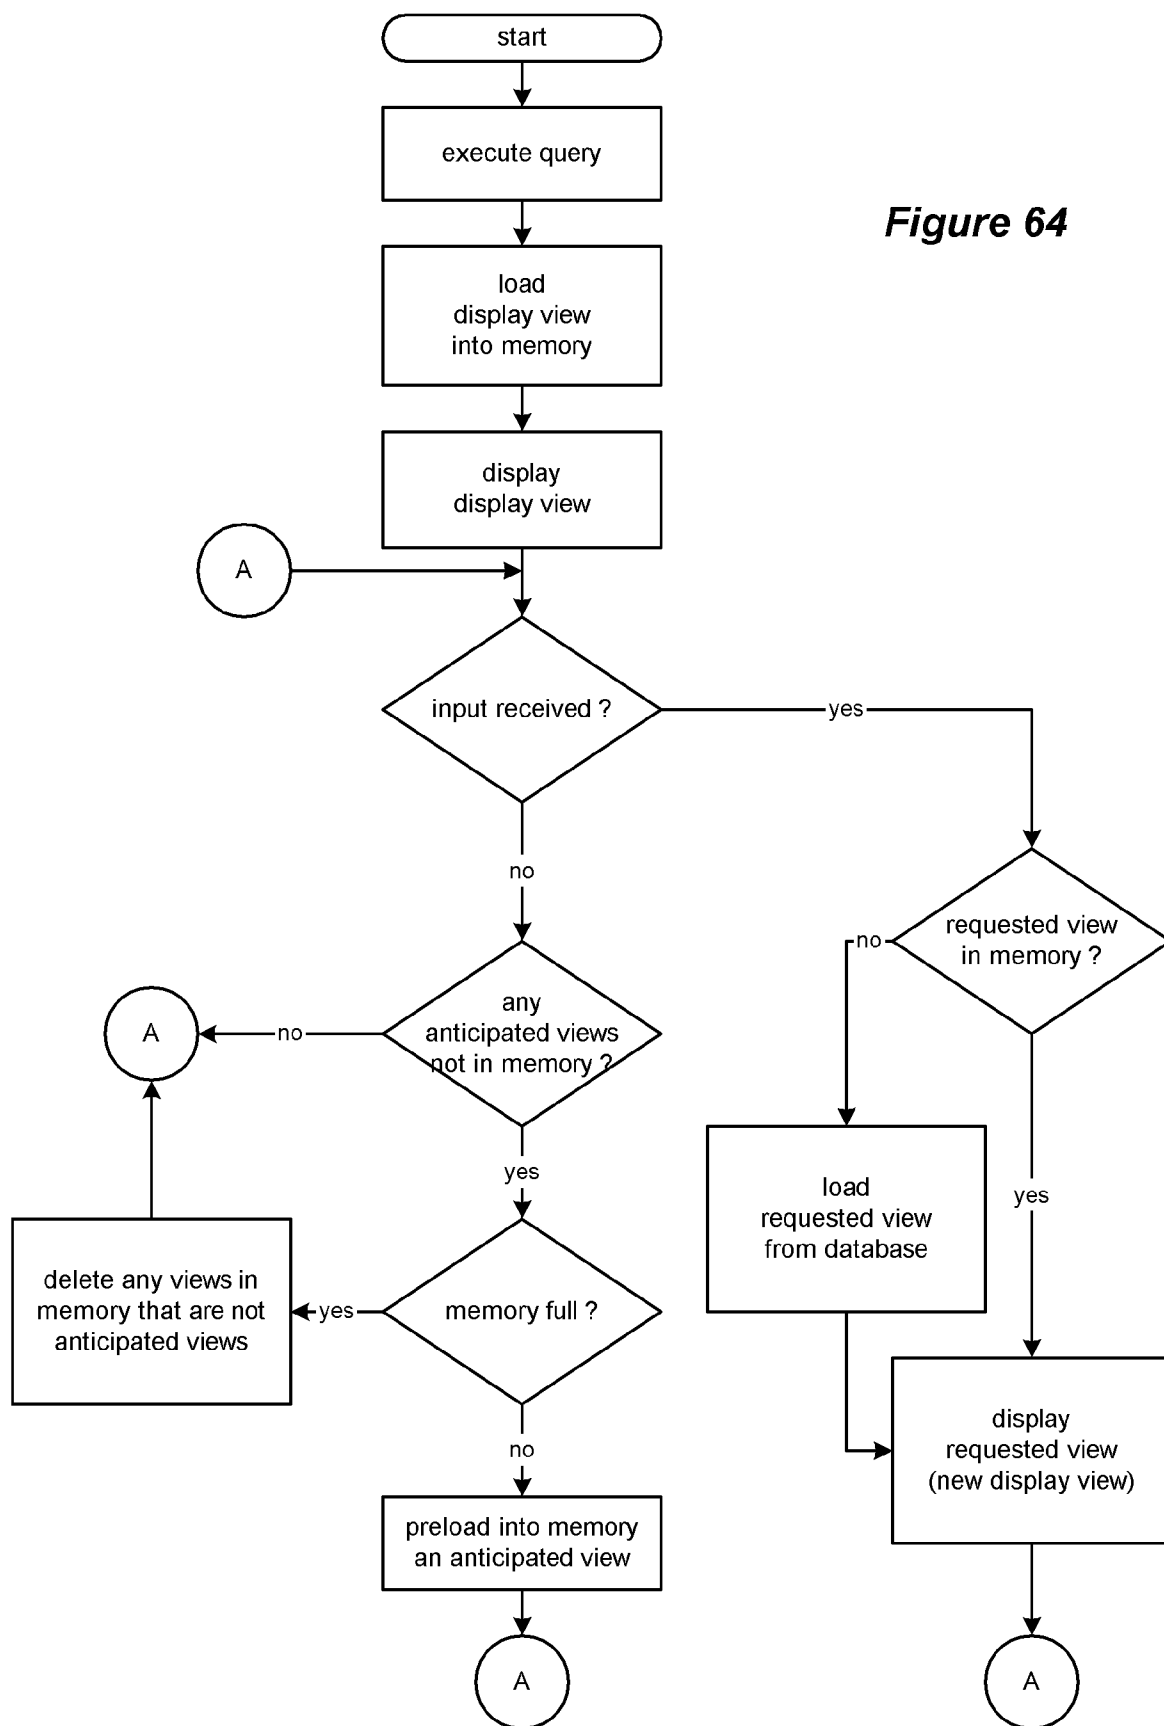 start
execute query
Figure 64
load
display view
into memory
display
display view
A
input received ?
yes
no
requested view
in memory ?
no
any
anticipated views
not in memory ?
no
A
yes
load
requested view
from database
yes
delete any views in
memory that are not
anticipated views
yes
memory full ?
display
requested view
(new display view)
no
preload into memory
an anticipated view
A
A